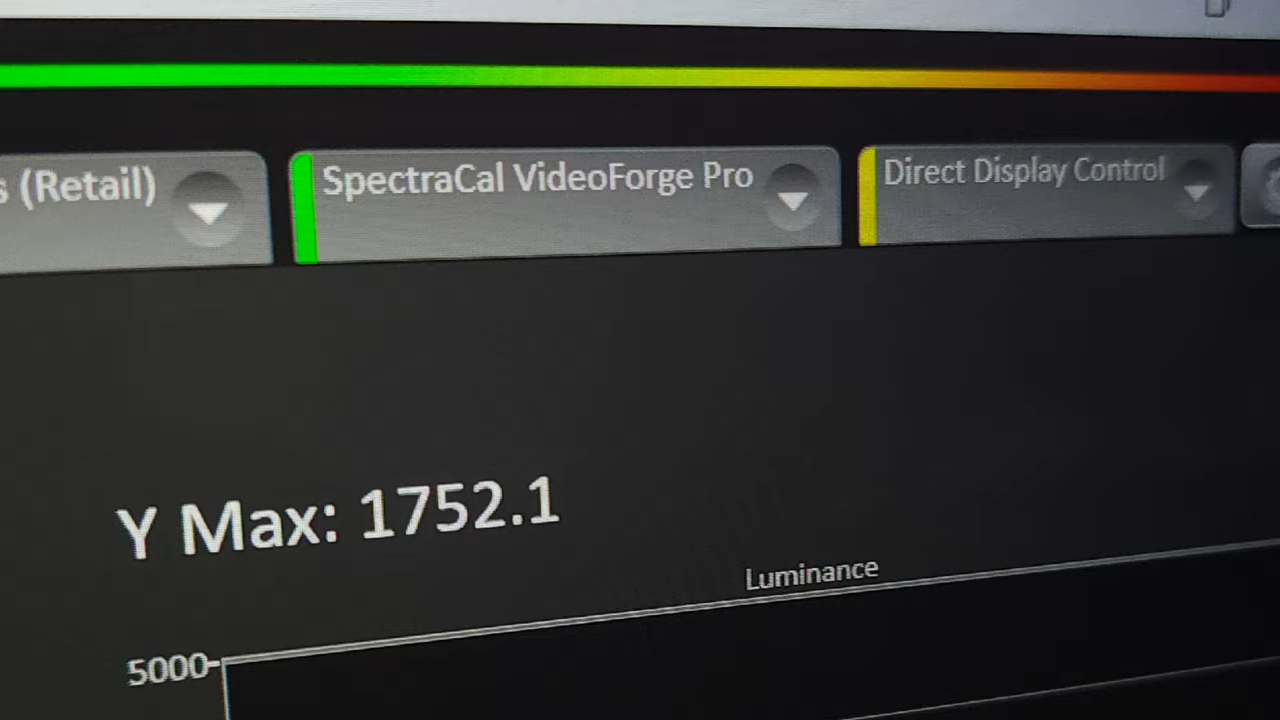 s (Retail)
SpectraCal VideoForge Pro
Direct Display Control
Y Max: 1752.1
Luminance
5000